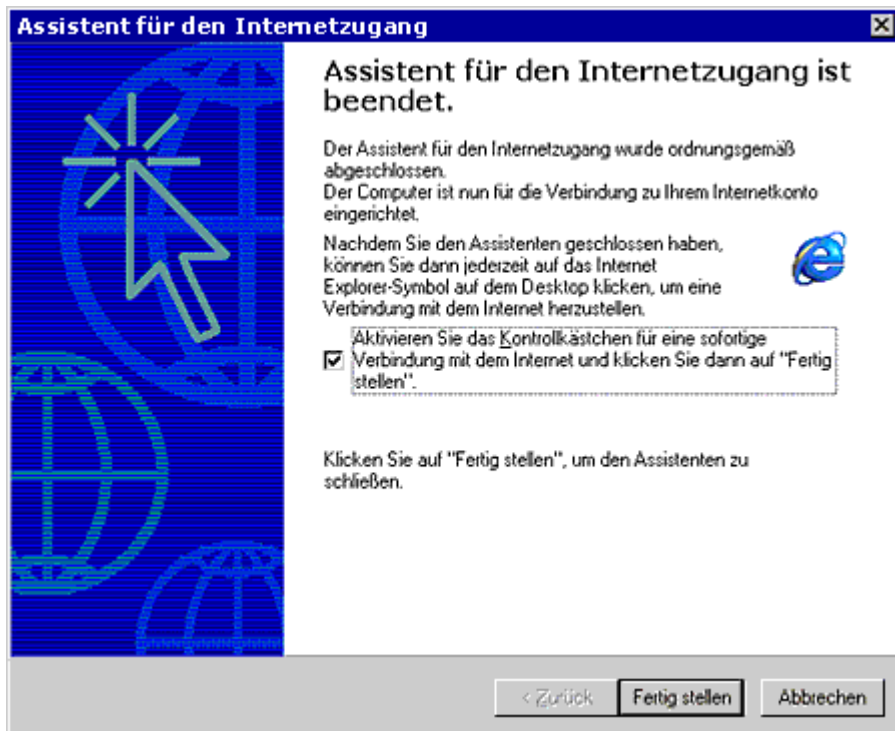 Assistent für den Internetzugang
Assistent für den Internetzugang ist
beendet.
Der Assistent für den Internetzugang wurde ordnungsgemäß
abgeschlossen.
Der Computer ist nun für die Verbindung zu Ihrem Internetkonto
eingerichtet.
Nachdem Sie den Assistenten geschlossen haben,
können Sie dann jederzeit auf das Internet
Explorer-Symbol auf dem Desktop klicken, um eine
Verbindung mit dem Internet herzustellen.
Aktivieren Sie das Kontrollkästchen für eine sofortige
Verbindung mit dem Internet und klicken Sie dann auf "Fertig
stellen".
Klicken Sie auf "Fertig stellen", um den Assistenten zu
schließen.
< Zurück Fertig stellen Abbrechen